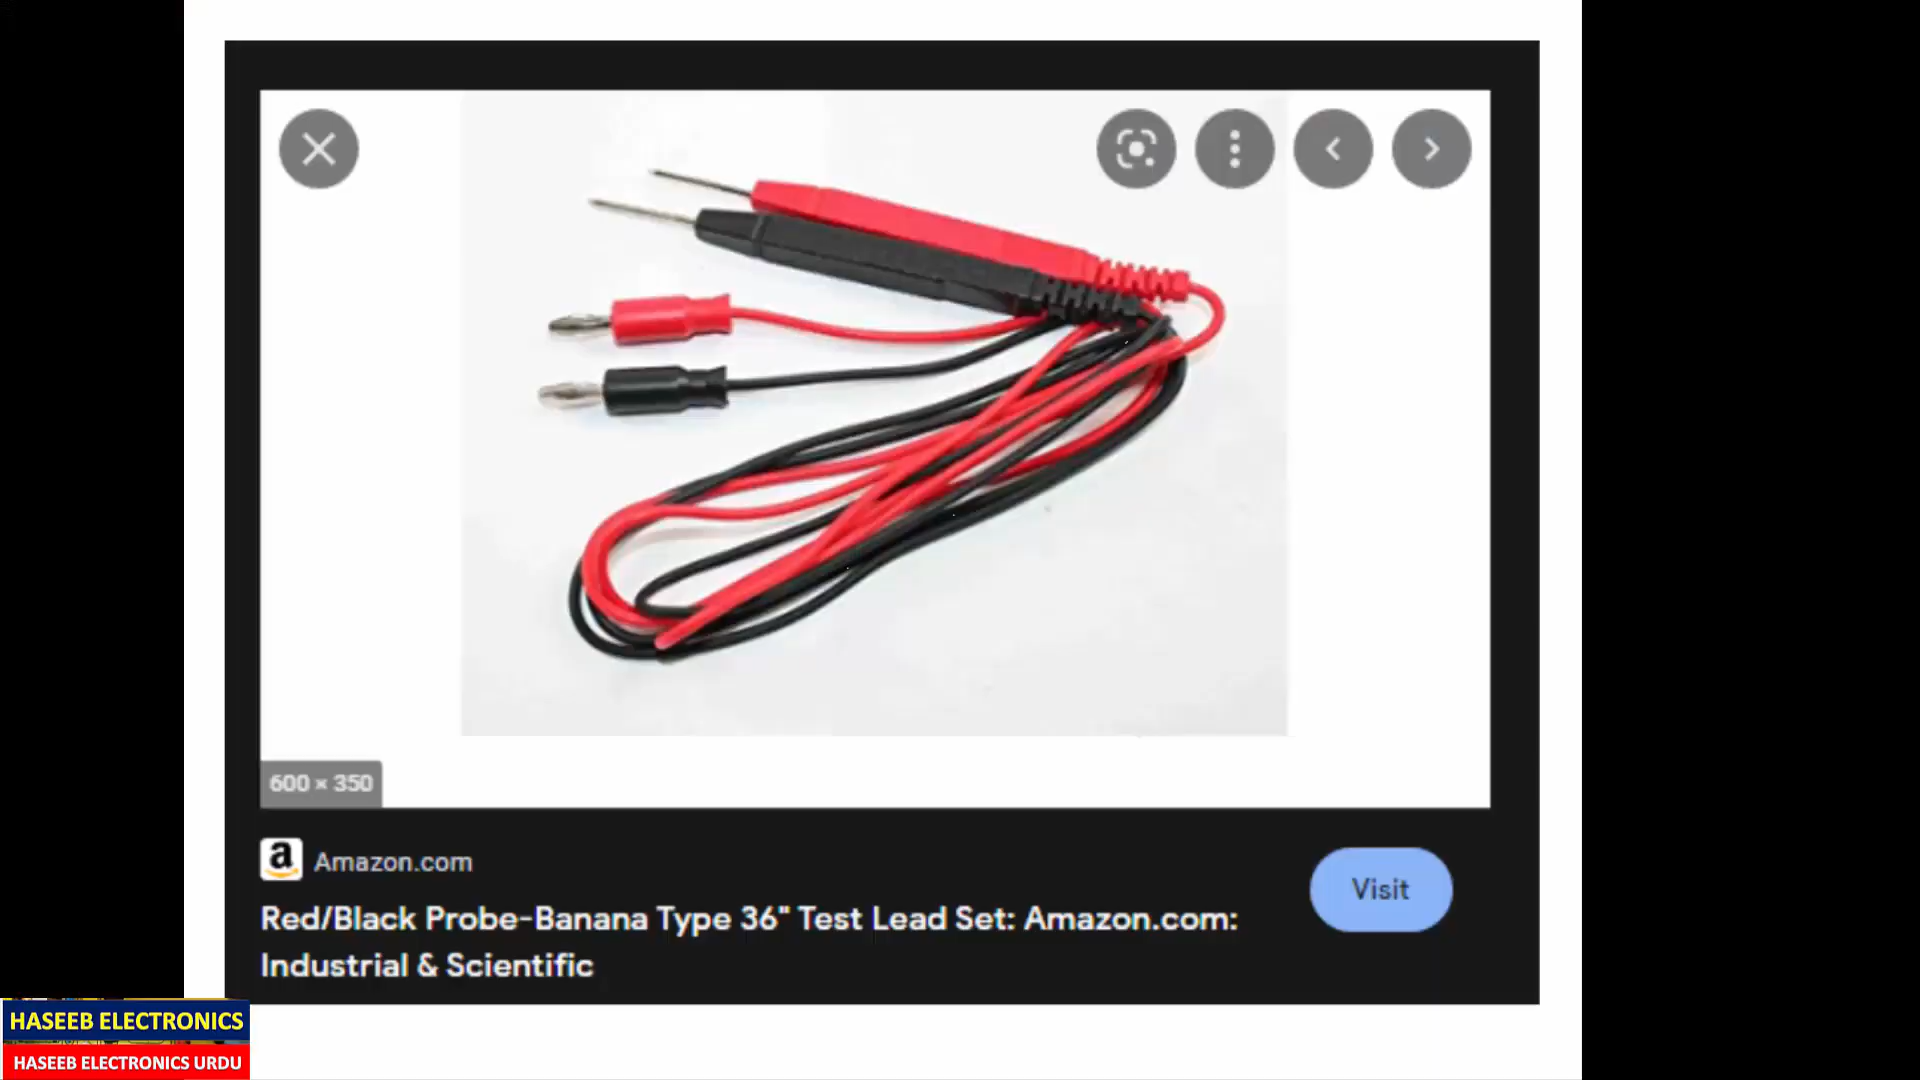 600 × 350
a Amazon.com
Visit
Red/Black Probe-Banana Type 36" Test Lead Set: Amazon.com:
Industrial & Scientific
HASEEB ELECTRONICS
HASEEB ELECTRONICS URDU